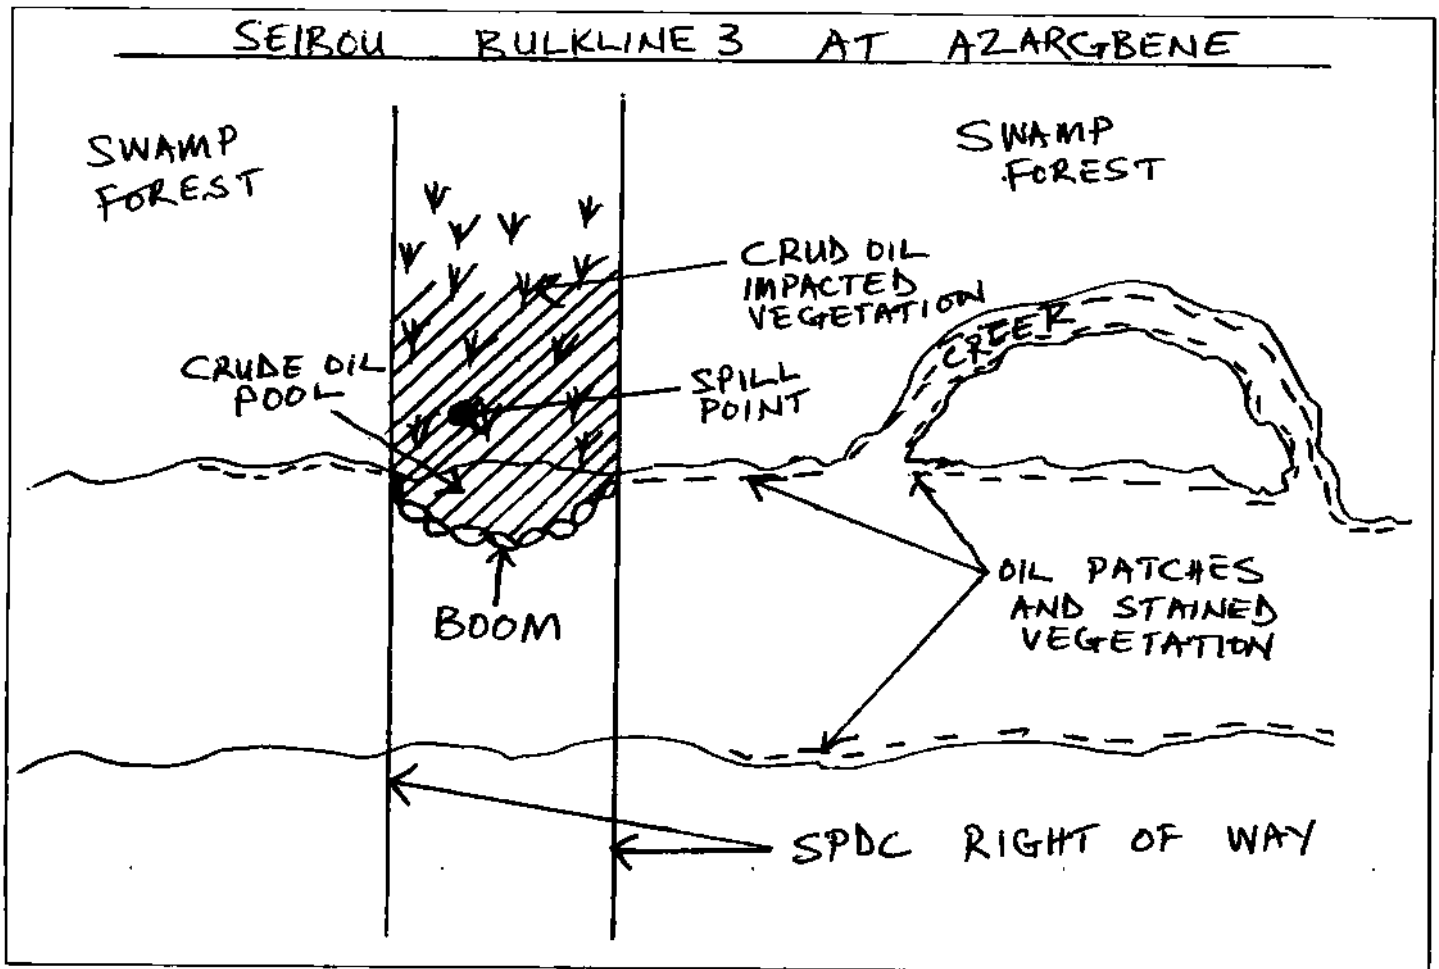 SEIBOU BULKLINE 3 AT AZARGBENE
SWAMP
FOREST
SWAMP
FOREST
CRUD OIL
IMPACTED
VEGETATION
CREEK
CRUDE OIL
POOL
SPILL
POINT
BOOM
OIL PATCHES
AND STAINED
VEGETATION
SPDC RIGHT OF WAY